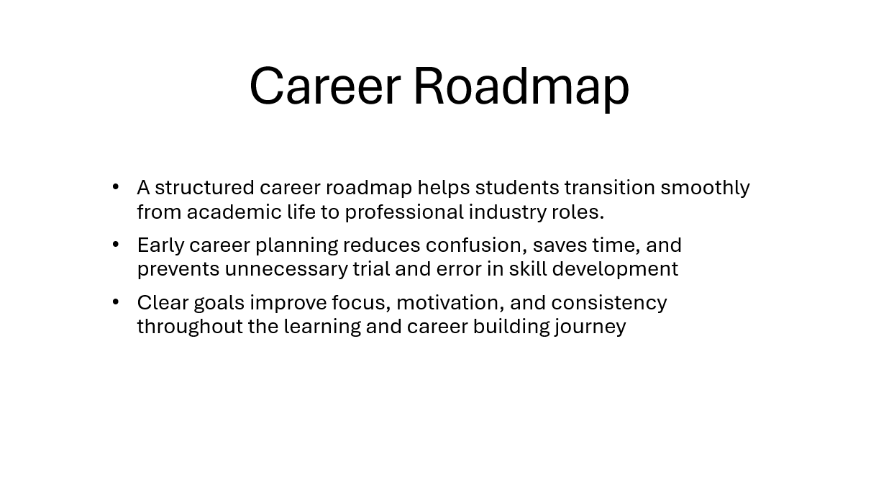 Career Roadmap
• A structured career roadmap helps students transition smoothly
from academic life to professional industry roles.
• Early career planning reduces confusion, saves time, and
prevents unnecessary trial and error in skill development
• Clear goals improve focus, motivation, and consistency
throughout the learning and career building journey